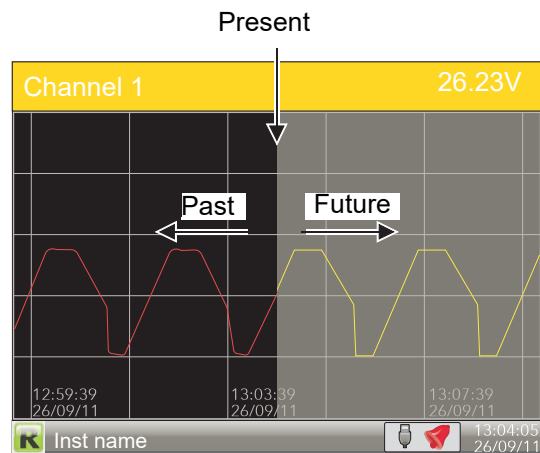 Present
Channel 1 26.23V
Past Future
12:59:39 13:03:39 13:07:39
26/09/11 26/09/11 26/09/11
R Inst name 13:04:05
26/09/11